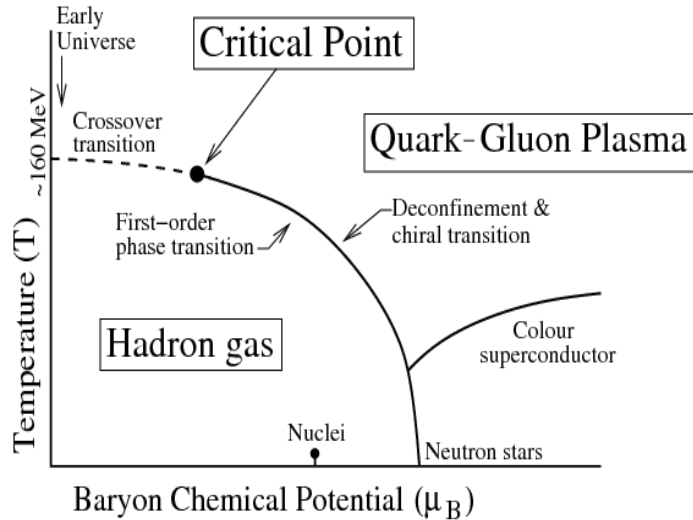 Early
Universe
Critical Point
Crossover
transition
Quark-Gluon Plasma
~160 MeV
Temperature (T)
First-order
phase transition
Deconfinement &
chiral transition
Hadron gas
Colour
superconductor
Nuclei
Neutron stars
Baryon Chemical Potential (μ_B)